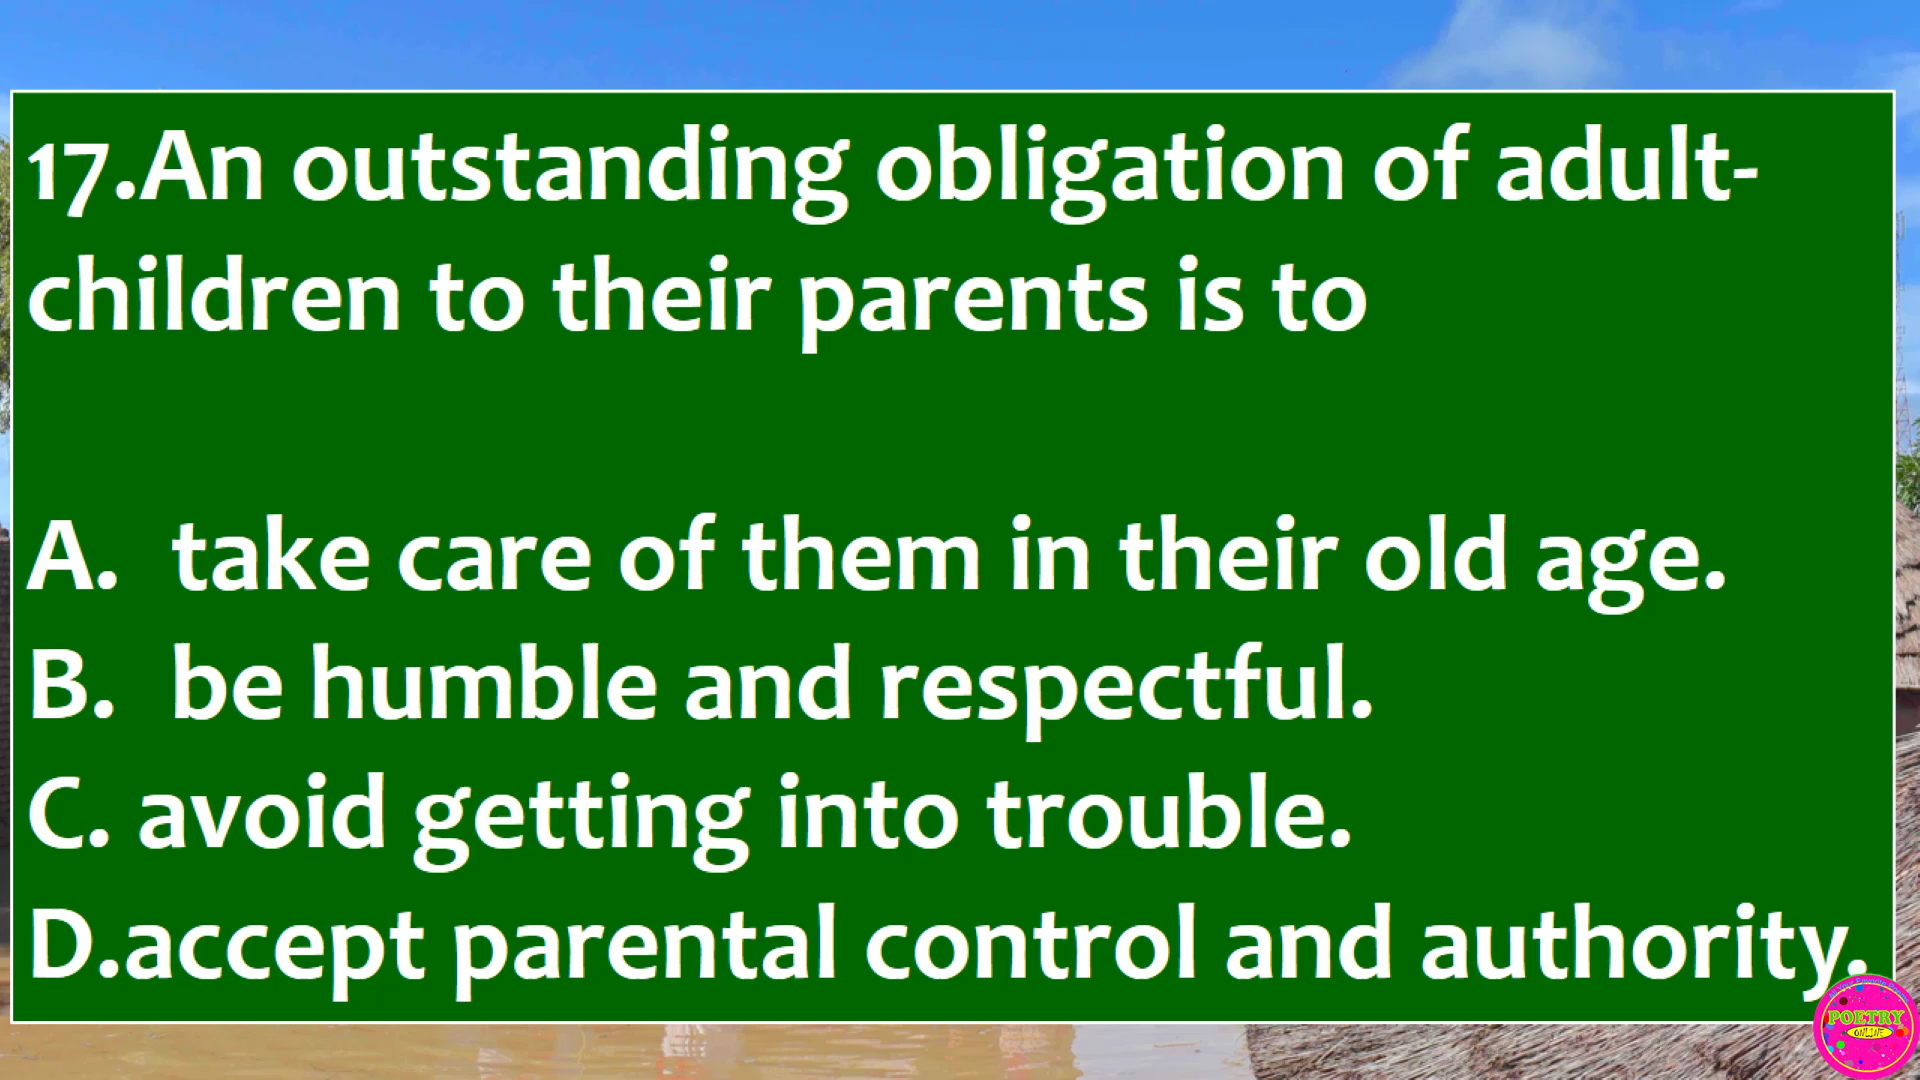 17.An outstanding obligation of adult-
children to their parents is to
A. take care of them in their old age.
B. be humble and respectful.
C. avoid getting into trouble.
D.accept parental control and authority.
POETRY
ONLINE